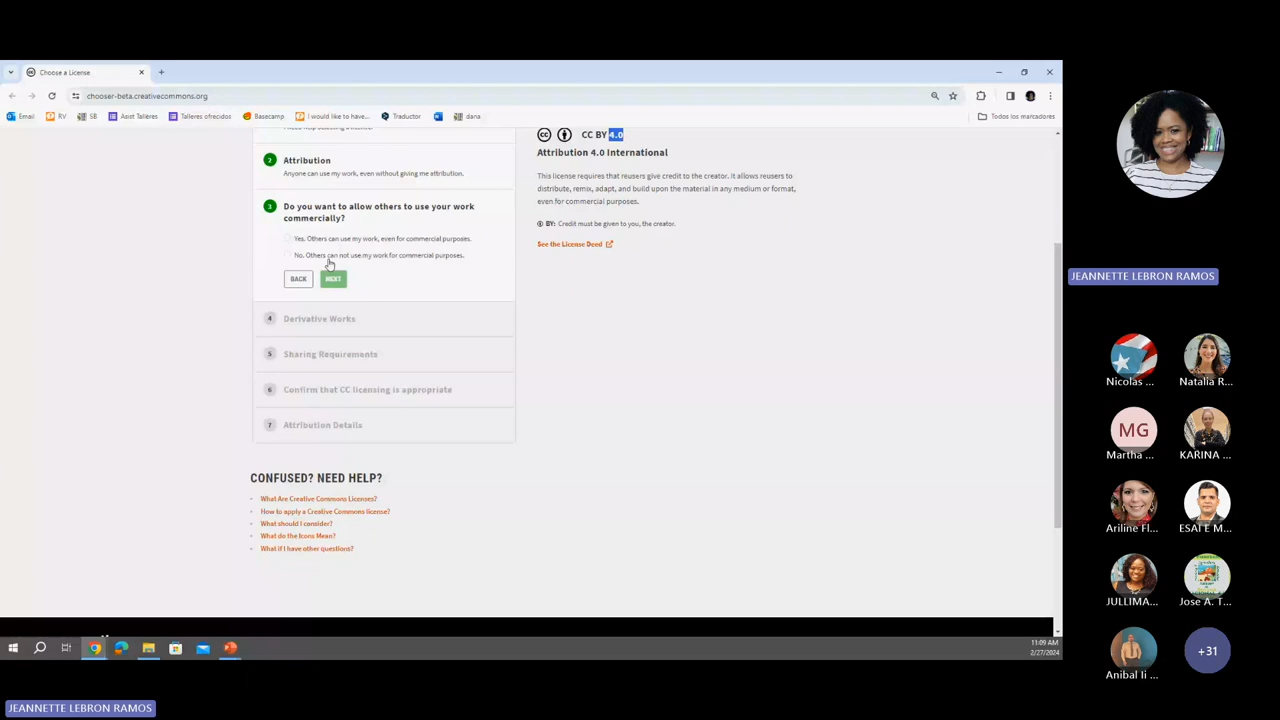 Choose a License
chooser-beta.creativecommons.org
Email
RV
SB
Asist Talleres
Talleres ofrecidos
Basecamp
I would like to have...
Traductor
dana
Todos los marcadores
2
Attribution
Anyone can use my work, even without giving me attribution.
3
Do you want to allow others to use your work
commercially?
Yes. Others can use my work, even for commercial purposes.
No. Others can not use my work for commercial purposes.
BACK
NEXT
4
Derivative Works
5
Sharing Requirements
6
Confirm that CC licensing is appropriate
7
Attribution Details
CONFUSED? NEED HELP?
What Are Creative Commons Licenses?
How to apply a Creative Commons license?
What should I consider?
What do the Icons Mean?
What if I have other questions?
CC BY 4.0
Attribution 4.0 International
This license requires that reusers give credit to the creator. it allows reusers to
distribute, remix, adapt, and build upon the material in any medium or format,
even for commercial purposes.
BY: Credit must be given to you, the creator.
See the License Deed
11:09 AM
2/27/2024
JEANNETTE LEBRON RAMOS
Nicolas ...
Natalia R...
MG
Martha ...
KARINA ...
Ariline Fl...
ESAI E M...
JULLIMA...
Jose A. T...
Anibal Ii ...
+31
JEANNETTE LEBRON RAMOS